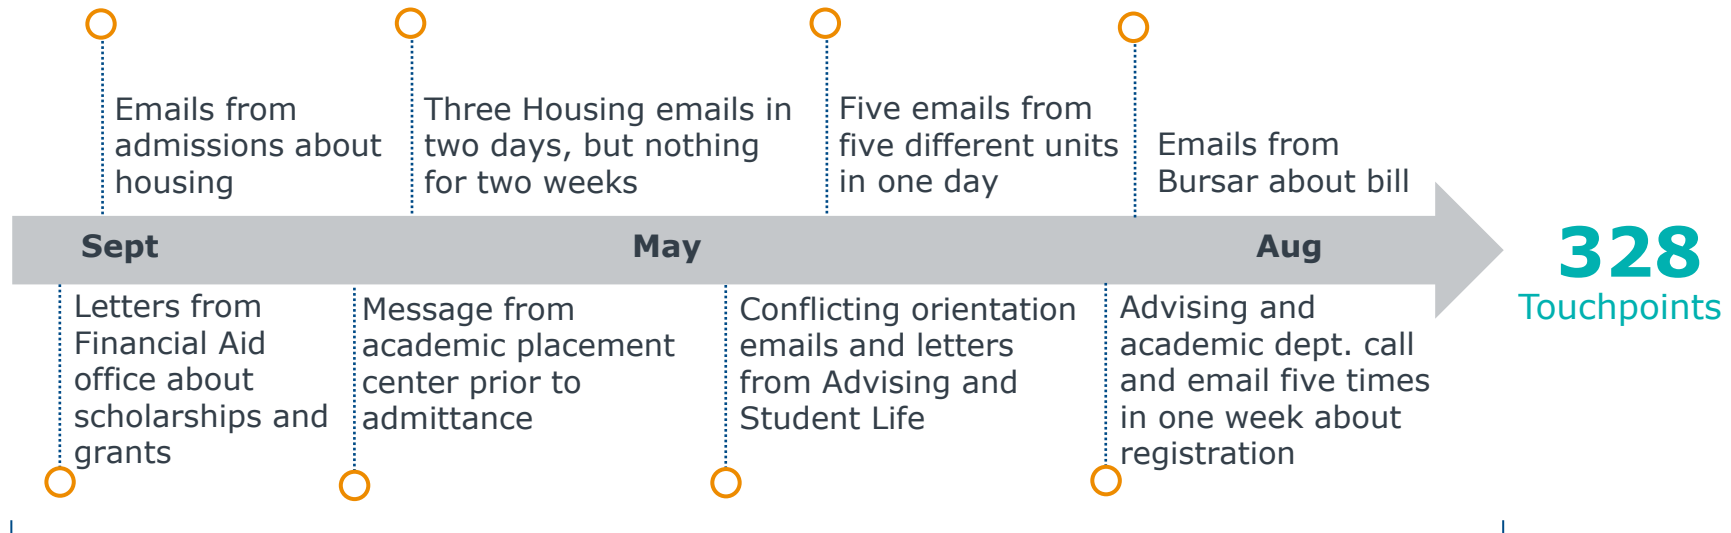 Emails from
admissions about
housing
Three Housing emails in
two days, but nothing
for two weeks
Five emails from
five different units
in one day
Emails from
Bursar about bill
Sept
May
Aug
328
Touchpoints
Letters from
Financial Aid
office about
scholarships and
grants
Message from
academic placement
center prior to
admittance
Conflicting orientation
emails and letters
from Advising and
Student Life
Advising and
academic dept. call
and email five times
in one week about
registration